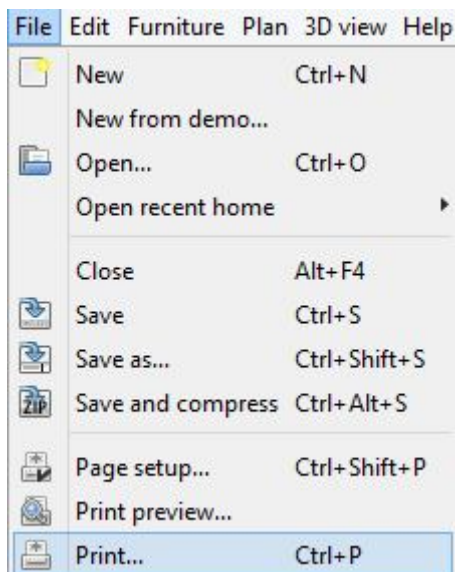 File Edit Furniture Plan 3D view Help
New Ctrl+N
New from demo...
Open... Ctrl+O
Open recent home
Close Alt+F4
Save Ctrl+S
Save as... Ctrl+Shift+S
ZIP Save and compress Ctrl+Alt+S
Page setup... Ctrl+Shift+P
Print preview...
Print... Ctrl+P